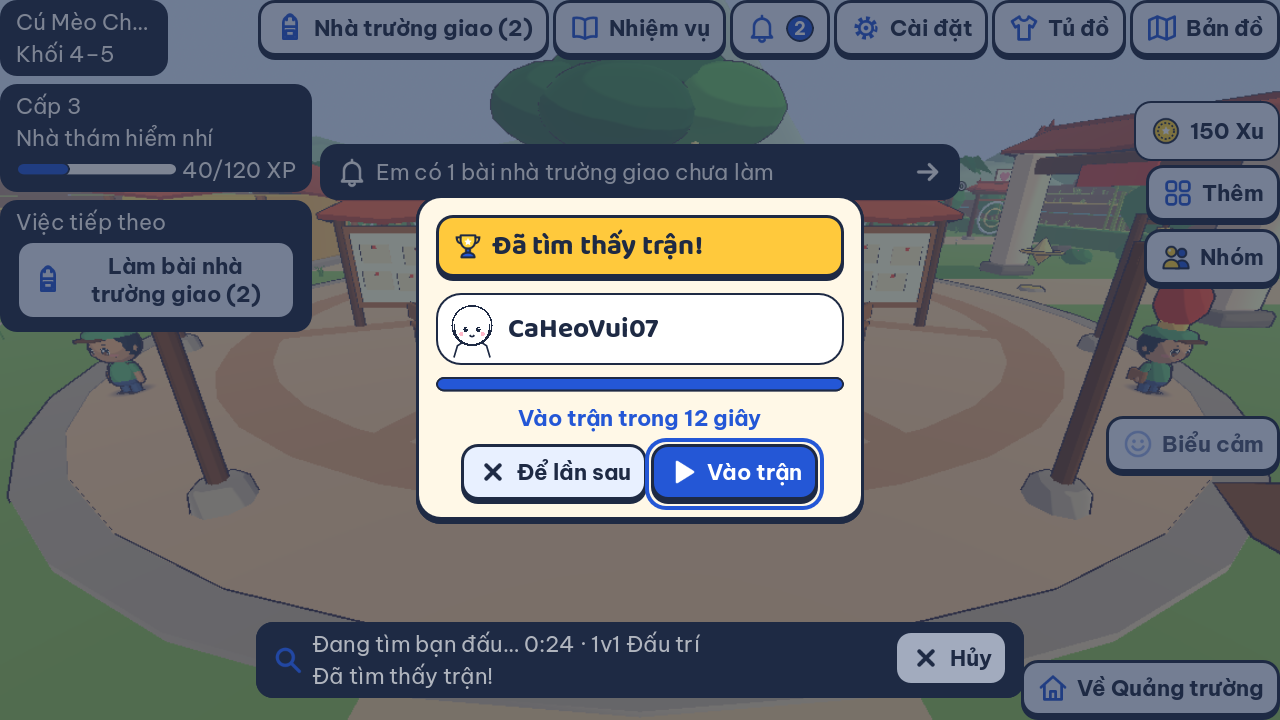 Cú Mèo Ch...
Khối 4–5
Nhà trường giao (2)
Nhiệm vụ
2
Cài đặt
Tủ đồ
Bản đồ
Cấp 3
Nhà thám hiểm nhí
40/120 XP
150 Xu
Em có 1 bài nhà trường giao chưa làm
Thêm
Việc tiếp theo
Làm bài nhà
trường giao (2)
Nhóm
Đã tìm thấy trận!
CaHeoVui07
Vào trận trong 12 giây
Để lần sau
Vào trận
Biểu cảm
Đang tìm bạn đấu... 0:24 · 1v1 Đấu trí
Đã tìm thấy trận!
Hủy
Về Quảng trường